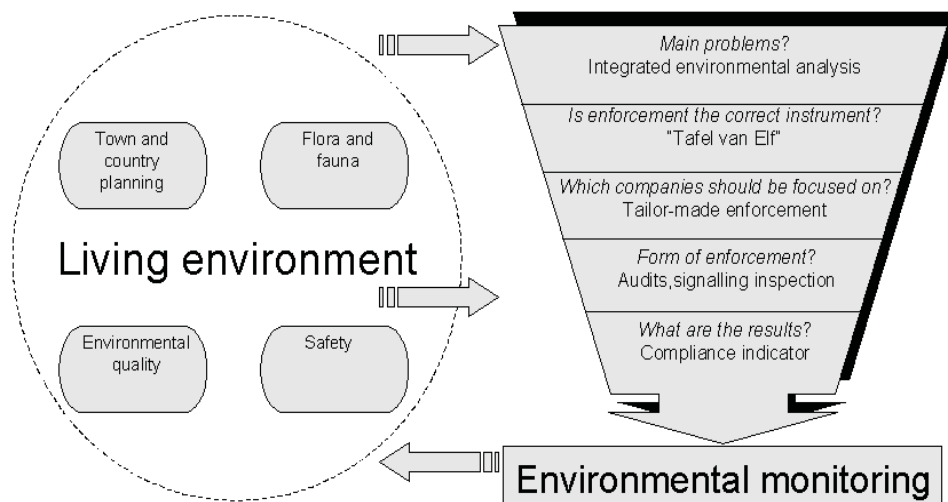 Town and
country
planning
Flora and
fauna
Living environment
Environmental
quality
Safety
Main problems?
Integrated environmental analysis
Is enforcement the correct instrument?
"Tafel van Elf"
Which companies should be focused on?
Tailor-made enforcement
Form of enforcement?
Audits,signalling inspection
What are the results?
Compliance indicator
Environmental monitoring